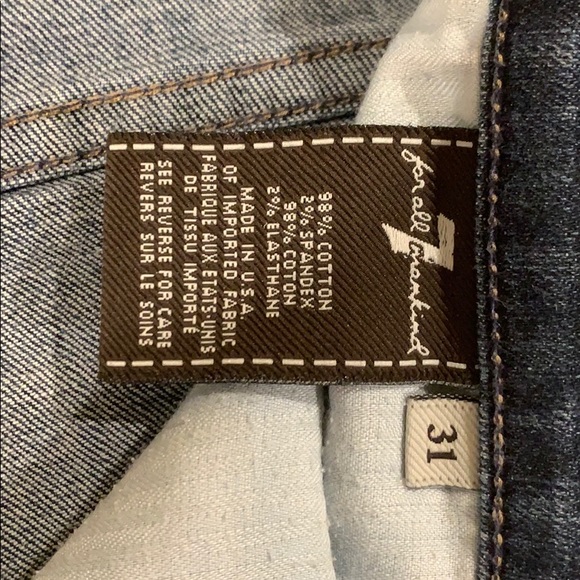 7
for all mankind
98% COTTON
2% SPANDEX
98% COTON
2% ELASTHANE
MADE IN U.S.A.
OF IMPORTED FABRIC
FABRIQUE AUX ETATS-UNIS
DE TISSU IMPORTE
SEE REVERSE FOR CARE
REVERS SUR LE SOINS
31